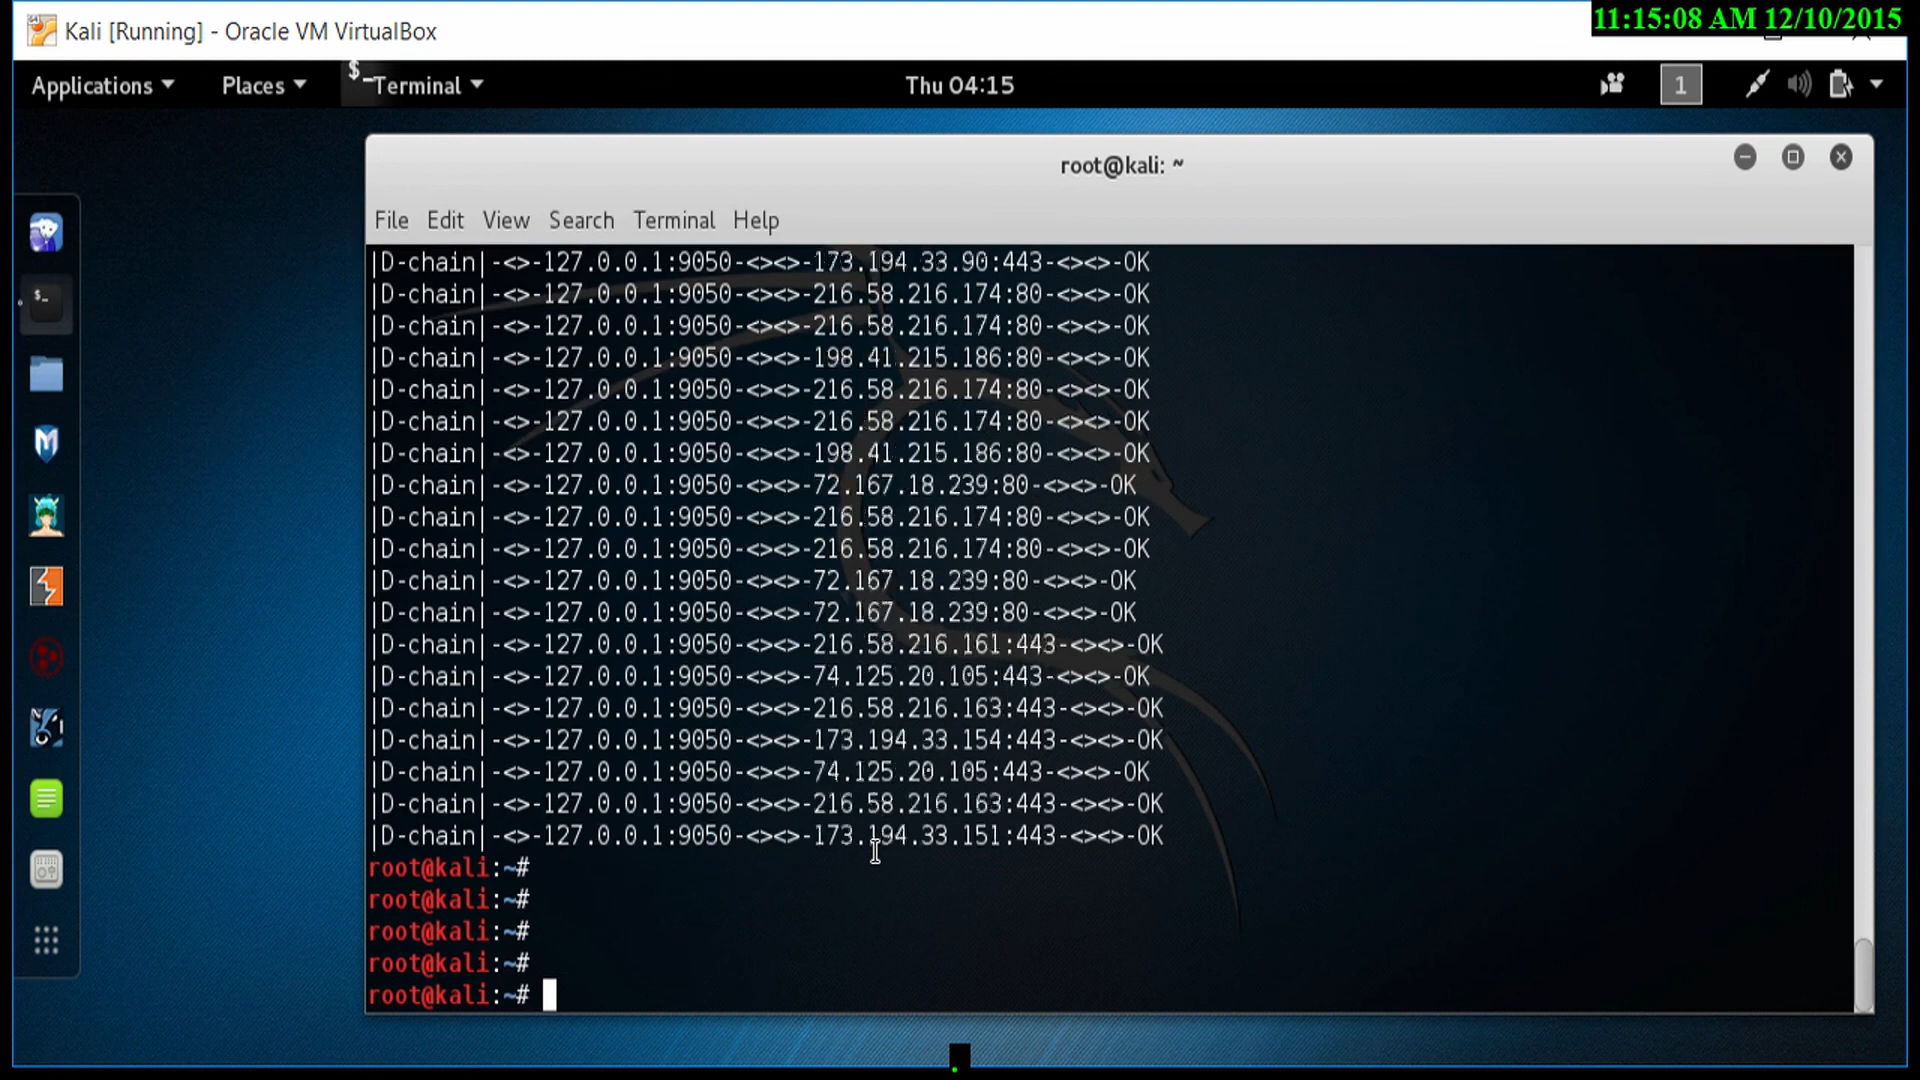 Kali [Running] - Oracle VM VirtualBox
11:15:08 AM 12/10/2015
Applications Places $_ Terminal Thu 04:15 1
root@kali: ~
File Edit View Search Terminal Help
|D-chain|-<>-127.0.0.1:9050-<><>-173.194.33.90:443-<><>-OK
|D-chain|-<>-127.0.0.1:9050-<><>-216.58.216.174:80-<><>-OK
|D-chain|-<>-127.0.0.1:9050-<><>-216.58.216.174:80-<><>-OK
|D-chain|-<>-127.0.0.1:9050-<><>-198.41.215.186:80-<><>-OK
|D-chain|-<>-127.0.0.1:9050-<><>-216.58.216.174:80-<><>-OK
|D-chain|-<>-127.0.0.1:9050-<><>-216.58.216.174:80-<><>-OK
|D-chain|-<>-127.0.0.1:9050-<><>-198.41.215.186:80-<><>-OK
|D-chain|-<>-127.0.0.1:9050-<><>-72.167.18.239:80-<><>-OK
|D-chain|-<>-127.0.0.1:9050-<><>-216.58.216.174:80-<><>-OK
|D-chain|-<>-127.0.0.1:9050-<><>-216.58.216.174:80-<><>-OK
|D-chain|-<>-127.0.0.1:9050-<><>-72.167.18.239:80-<><>-OK
|D-chain|-<>-127.0.0.1:9050-<><>-72.167.18.239:80-<><>-OK
|D-chain|-<>-127.0.0.1:9050-<><>-216.58.216.161:443-<><>-OK
|D-chain|-<>-127.0.0.1:9050-<><>-74.125.20.105:443-<><>-OK
|D-chain|-<>-127.0.0.1:9050-<><>-216.58.216.163:443-<><>-OK
|D-chain|-<>-127.0.0.1:9050-<><>-173.194.33.154:443-<><>-OK
|D-chain|-<>-127.0.0.1:9050-<><>-74.125.20.105:443-<><>-OK
|D-chain|-<>-127.0.0.1:9050-<><>-216.58.216.163:443-<><>-OK
|D-chain|-<>-127.0.0.1:9050-<><>-173.194.33.151:443-<><>-OK
root@kali:~#
root@kali:~#
root@kali:~#
root@kali:~#
root@kali:~#